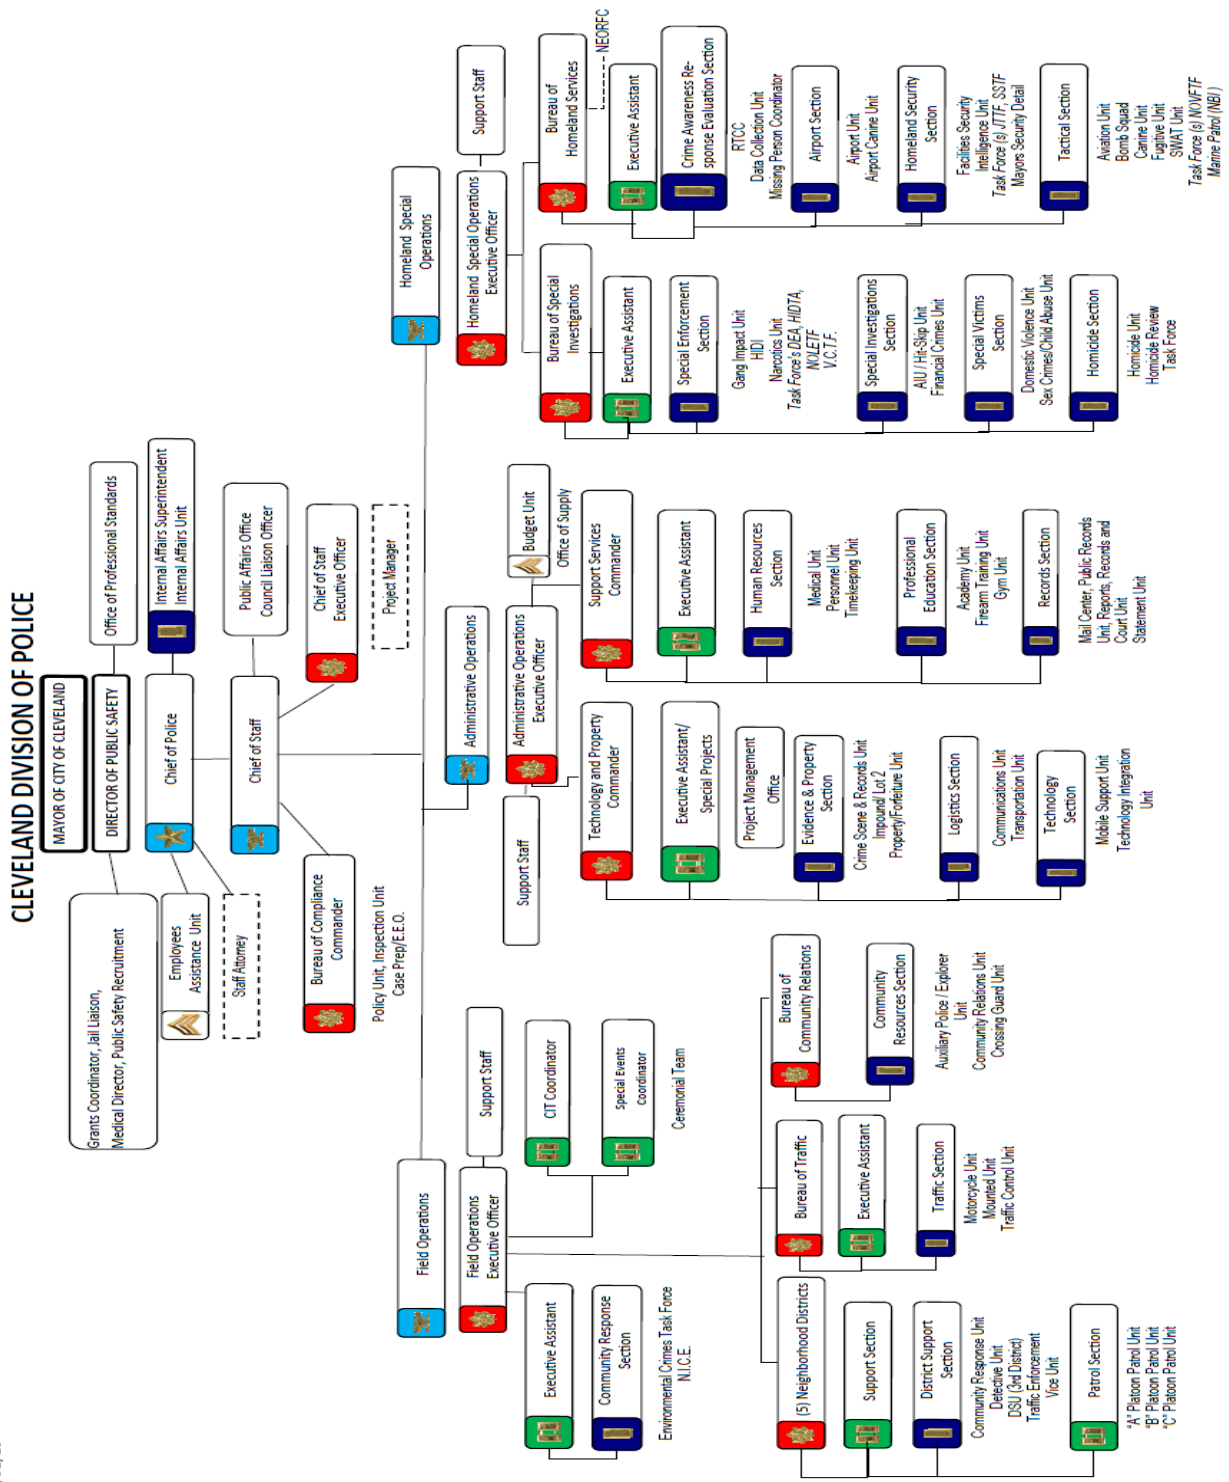 CLEVELAND DIVISION OF POLICE
MAYOR OF CITY OF CLEVELAND
DIRECTOR OF PUBLIC SAFETY
Office of Professional Standards
Grants Coordinator, Jail Liaison,
Medical Director, Public Safety Recruitment
Chief of Police
Internal Affairs Superintendent
Internal Affairs Unit
Employees
Assistance Unit
Staff Attorney
Chief of Staff
Public Affairs Office
Council Liaison Officer
Chief of Staff
Executive Officer
Project Manager
Bureau of Compliance
Commander
Policy Unit, Inspection Unit
Case Prep/E.E.O.
Field Operations
Field Operations
Executive Officer
Support Staff
Executive Assistant
Community Response
Section
Environmental Crimes Task Force
N.I.C.E.
CIT Coordinator
Special Events
Coordinator
Ceremonial Team
(5) Neighborhood Districts
Support Section
District Support
Section
Community Response Unit
Detective Unit
DSU (3rd District)
Traffic Enforcement
Vice Unit
Patrol Section
"A" Platoon Patrol Unit
"B" Platoon Patrol Unit
"C" Platoon Patrol Unit
Bureau of Traffic
Executive Assistant
Traffic Section
Motorcycle Unit
Mounted Unit
Traffic Control Unit
Bureau of
Community Relations
Community
Resources Section
Auxiliary Police / Explorer
Unit
Community Relations Unit
Crossing Guard Unit
Administrative Operations
Administrative Operations
Executive Officer
Support Staff
Budget Unit
Office of Supply
Technology and Property
Commander
Executive Assistant/
Special Projects
Project Management
Office
Evidence & Property
Section
Crime Scene & Records Unit
Impound/ Lot 2
Property/Forfeiture Unit
Logistics Section
Communications Unit
Transportation Unit
Technology
Section
Mobile Support Unit
Technology Integration
Unit
Support Services
Commander
Executive Assistant
Human Resources
Section
Medical Unit
Personnel Unit
Timekeeping Unit
Professional
Education Section
Academy Unit
Firearm Training Unit
Gym Unit
Records Section
Mail Center, Public Records
Unit, Reports, Records and
Court Unit
Statement Unit
Homeland Special
Operations
Homeland Special Operations
Executive Officer
Support Staff
Bureau of Special
Investigations
Executive Assistant
Special Enforcement
Section
Gang Impact Unit
HIDI
Narcotics Unit
Task Force's DEA, HIDTA,
NOLETF
V.C.T.F.
Special Investigations
Section
AIU / Hit-Skip Unit
Financial Crimes Unit
Special Victims
Section
Domestic Violence Unit
Sex Crimes/Child Abuse Unit
Homicide Section
Homicide Unit
Homicide Review
Task Force
Bureau of
Homeland Services
NEORFC
Executive Assistant
Crime Awareness Re-
sponse Evaluation Section
RTCC
Data Collection Unit
Missing Person Coordinator
Airport Section
Airport Unit
Airport Canine Unit
Homeland Security
Section
Facilities Security
Intelligence Unit
Task Force (s) JTTF, SSTF
Mayors Security Detail
Tactical Section
Aviation Unit
Bomb Squad
Canine Unit
Fugitive Unit
SWAT Unit
Task Force (s) NOVFTF
Marine Patrol (NBI)